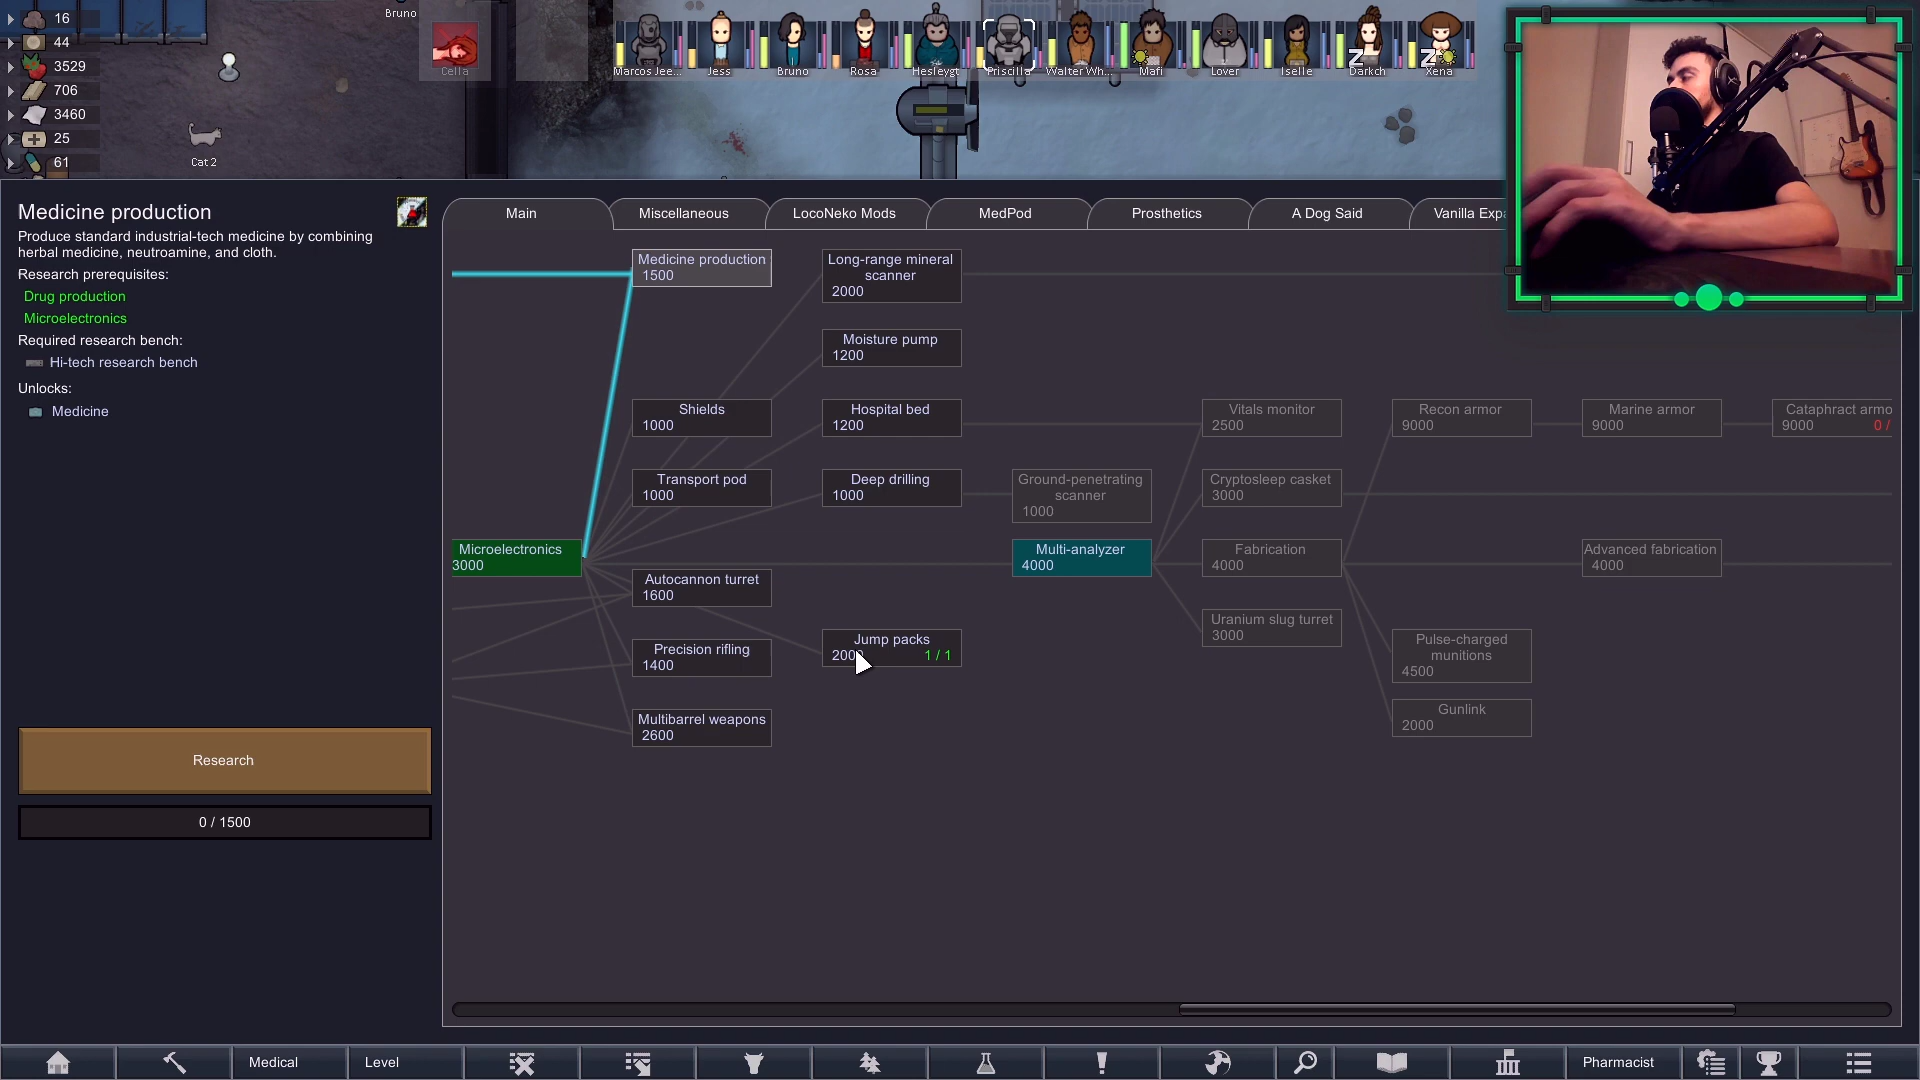 16
44
3529
706
3460
25
61
Bruno
Cella
Cat 2
Marcos Jee...
Jess
Bruno
Rosa
Hesleygt
Priscilla
Walter Wh...
Mafi
Lover
Iselle
Darkch
Xena
Medicine production
Produce standard industrial-tech medicine by combining
herbal medicine, neutroamine, and cloth.
Research prerequisites:
Drug production
Microelectronics
Required research bench:
Hi-tech research bench
Unlocks:
Medicine
Research
0 / 1500
Main
Miscellaneous
LocoNeko Mods
MedPod
Prosthetics
A Dog Said
Vanilla Expa
Medicine production
1500
Long-range mineral
scanner
2000
Moisture pump
1200
Shields
1000
Hospital bed
1200
Vitals monitor
2500
Recon armor
9000
Marine armor
9000
Cataphract armo
9000 0 /
Transport pod
1000
Deep drilling
1000
Ground-penetrating
scanner
1000
Cryptosleep casket
3000
Microelectronics
3000
Multi-analyzer
4000
Fabrication
4000
Advanced fabrication
4000
Autocannon turret
1600
Uranium slug turret
3000
Precision rifling
1400
Jump packs
2000 1 / 1
Pulse-charged
munitions
4500
Multibarrel weapons
2600
Gunlink
2000
Medical
Level
Pharmacist